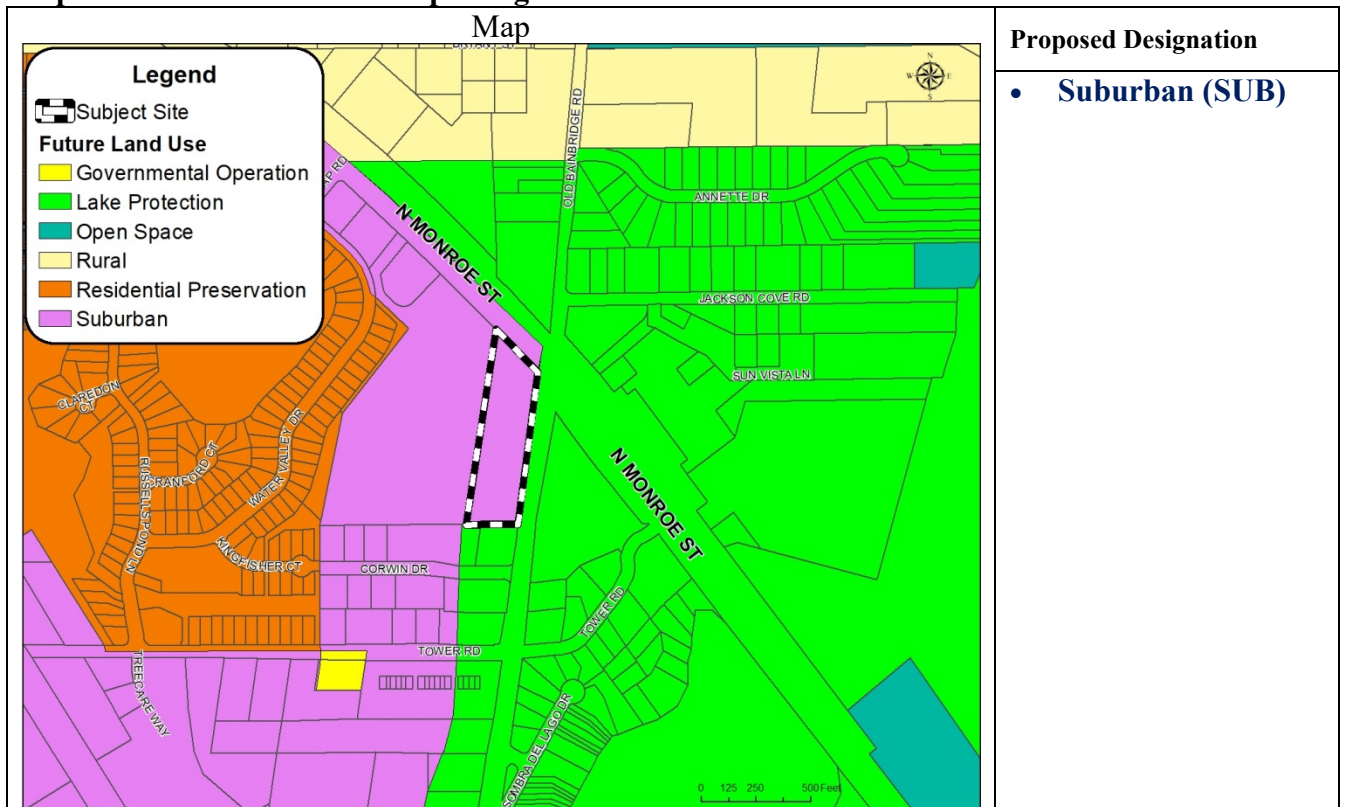 Map
Proposed Designation
• Suburban (SUB)
Legend
Subject Site
Future Land Use
Governmental Operation
Lake Protection
Open Space
Rural
Residential Preservation
Suburban
N
W E
S
OLD BAINBRIDGE RD
ANNETTE DR
N MONROE ST
JACKSON COVE RD
SUN VISTA LN
CLAREDON
CT
CRANFORD CT
WATER VALLEY DR
RUSSELLS POND LN
N MONROE ST
KINGFISHER CT
CORWIN DR
TOWER RD
TOWER RD
TREECARE WAY
SOMBRA DEL LAGO DR
0 125 250 500 Feet